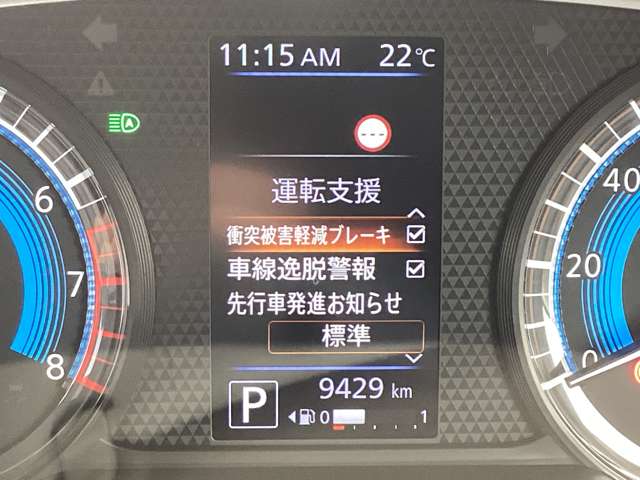 11:15 AM 22℃
---
運転支援
衝突被害軽減ブレーキ
車線逸脱警報
先行車発進お知らせ
標準
P
9429 km
0 1
A
6
7
8
40
20
0